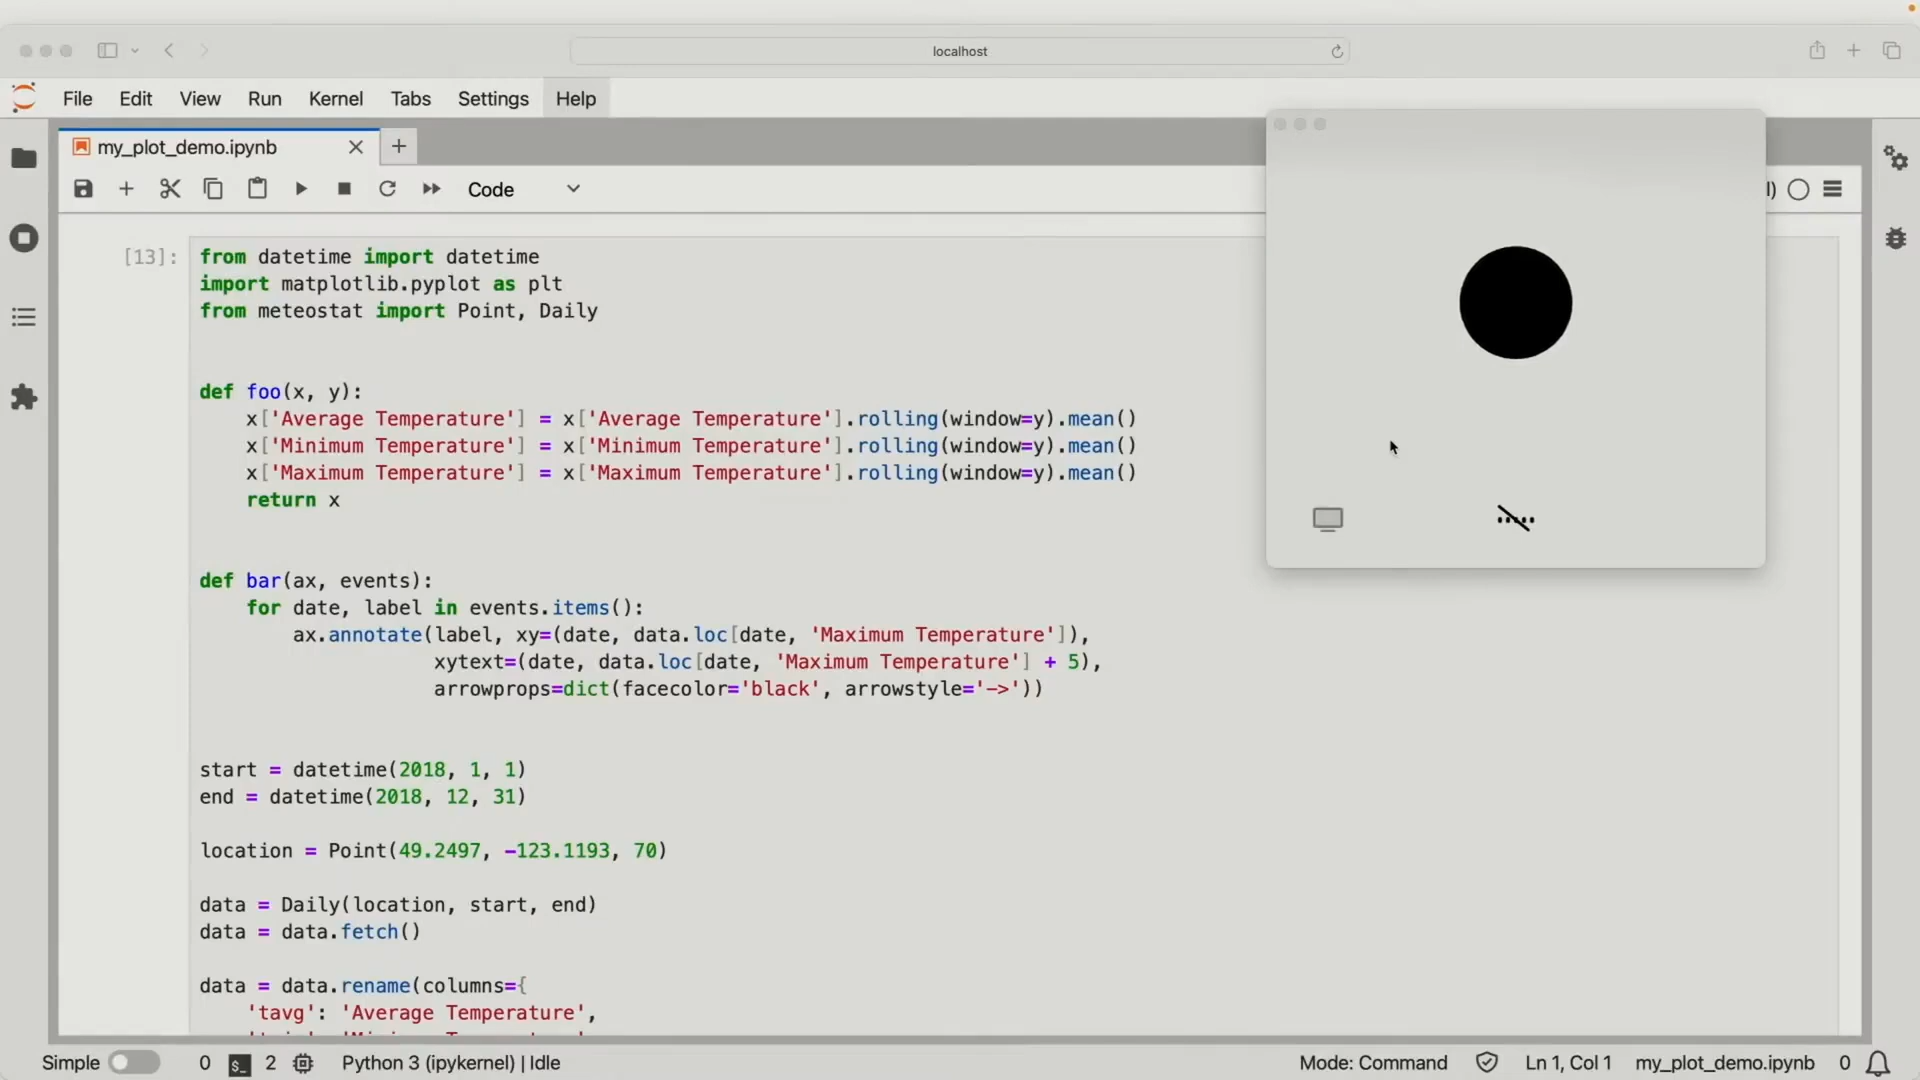 localhost
File Edit View Run Kernel Tabs Settings Help
my_plot_demo.ipynb
Code
[13]:
from datetime import datetime
import matplotlib.pyplot as plt
from meteostat import Point, Daily
def foo(x, y):
x['Average Temperature'] = x['Average Temperature'].rolling(window=y).mean()
x['Minimum Temperature'] = x['Minimum Temperature'].rolling(window=y).mean()
x['Maximum Temperature'] = x['Maximum Temperature'].rolling(window=y).mean()
return x
def bar(ax, events):
for date, label in events.items():
ax.annotate(label, xy=(date, data.loc[date, 'Maximum Temperature']),
xytext=(date, data.loc[date, 'Maximum Temperature'] + 5),
arrowprops=dict(facecolor='black', arrowstyle='->'))
start = datetime(2018, 1, 1)
end = datetime(2018, 12, 31)
location = Point(49.2497, -123.1193, 70)
data = Daily(location, start, end)
data = data.fetch()
data = data.rename(columns={
'tavg': 'Average Temperature',
Simple 0 2 Python 3 (ipykernel) | Idle Mode: Command Ln 1, Col 1 my_plot_demo.ipynb 0